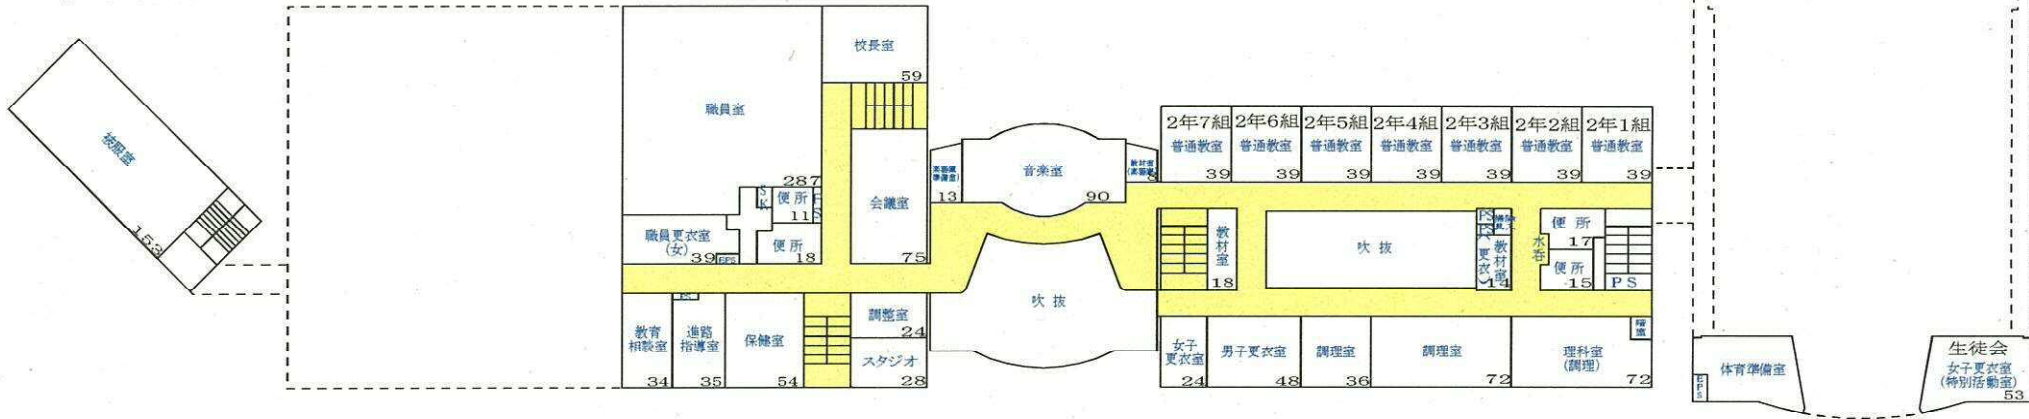 被服室
153
職員室
287
校長室
59
SK
便所
11
便所
18
職員更衣室
(女)
39
EPS
会議室
75
教育
相談室
34
進路
指導室
35
保健室
54
調整室
24
スタジオ
28
13
音楽室
90
吹抜
2年7組
普通教室
39
2年6組
普通教室
39
2年5組
普通教室
39
2年4組
普通教室
39
2年3組
普通教室
39
2年2組
普通教室
39
2年1組
普通教室
39
教材室
18
吹抜
PS
教材室
14
水呑
便所
17
便所
15
PS
女子
更衣室
24
男子更衣室
48
調理室
36
調理室
72
理科室
(調理)
72
体育準備室
EPS
生徒会
女子更衣室
(特別活動室)
53